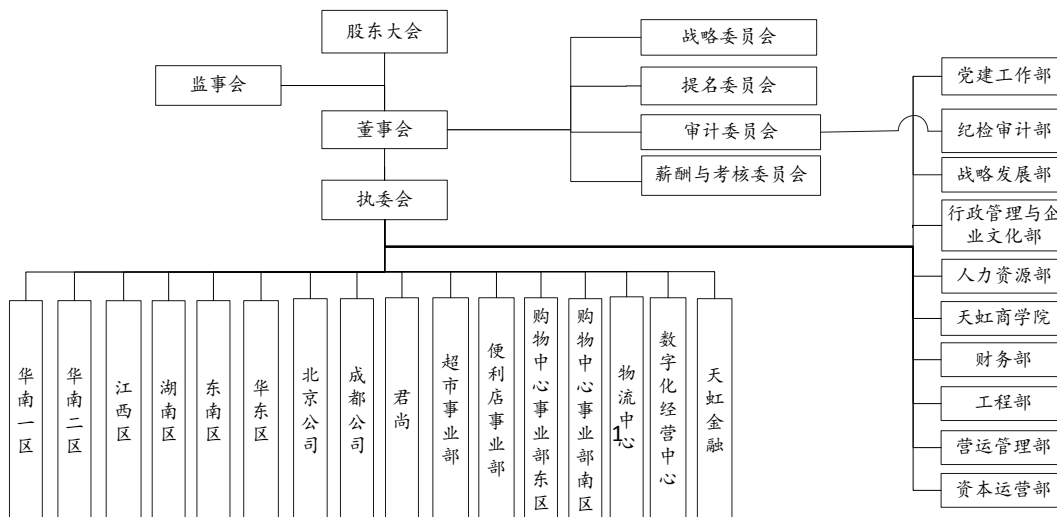 股东大会
监事会
董事会
执委会
战略委员会
提名委员会
审计委员会
薪酬与考核委员会
党建工作部
纪检审计部
战略发展部
行政管理与企
业文化部
人力资源部
天虹商学院
财务部
工程部
营运管理部
资本运营部
华南一区
华南二区
江西区
湖南区
东南区
华东区
北京公司
成都公司
君尚
超市事业部
便利店事业部
购物中心事业部东区
购物中心事业部南区
物流中心
1
数字化经营中心
天虹金融